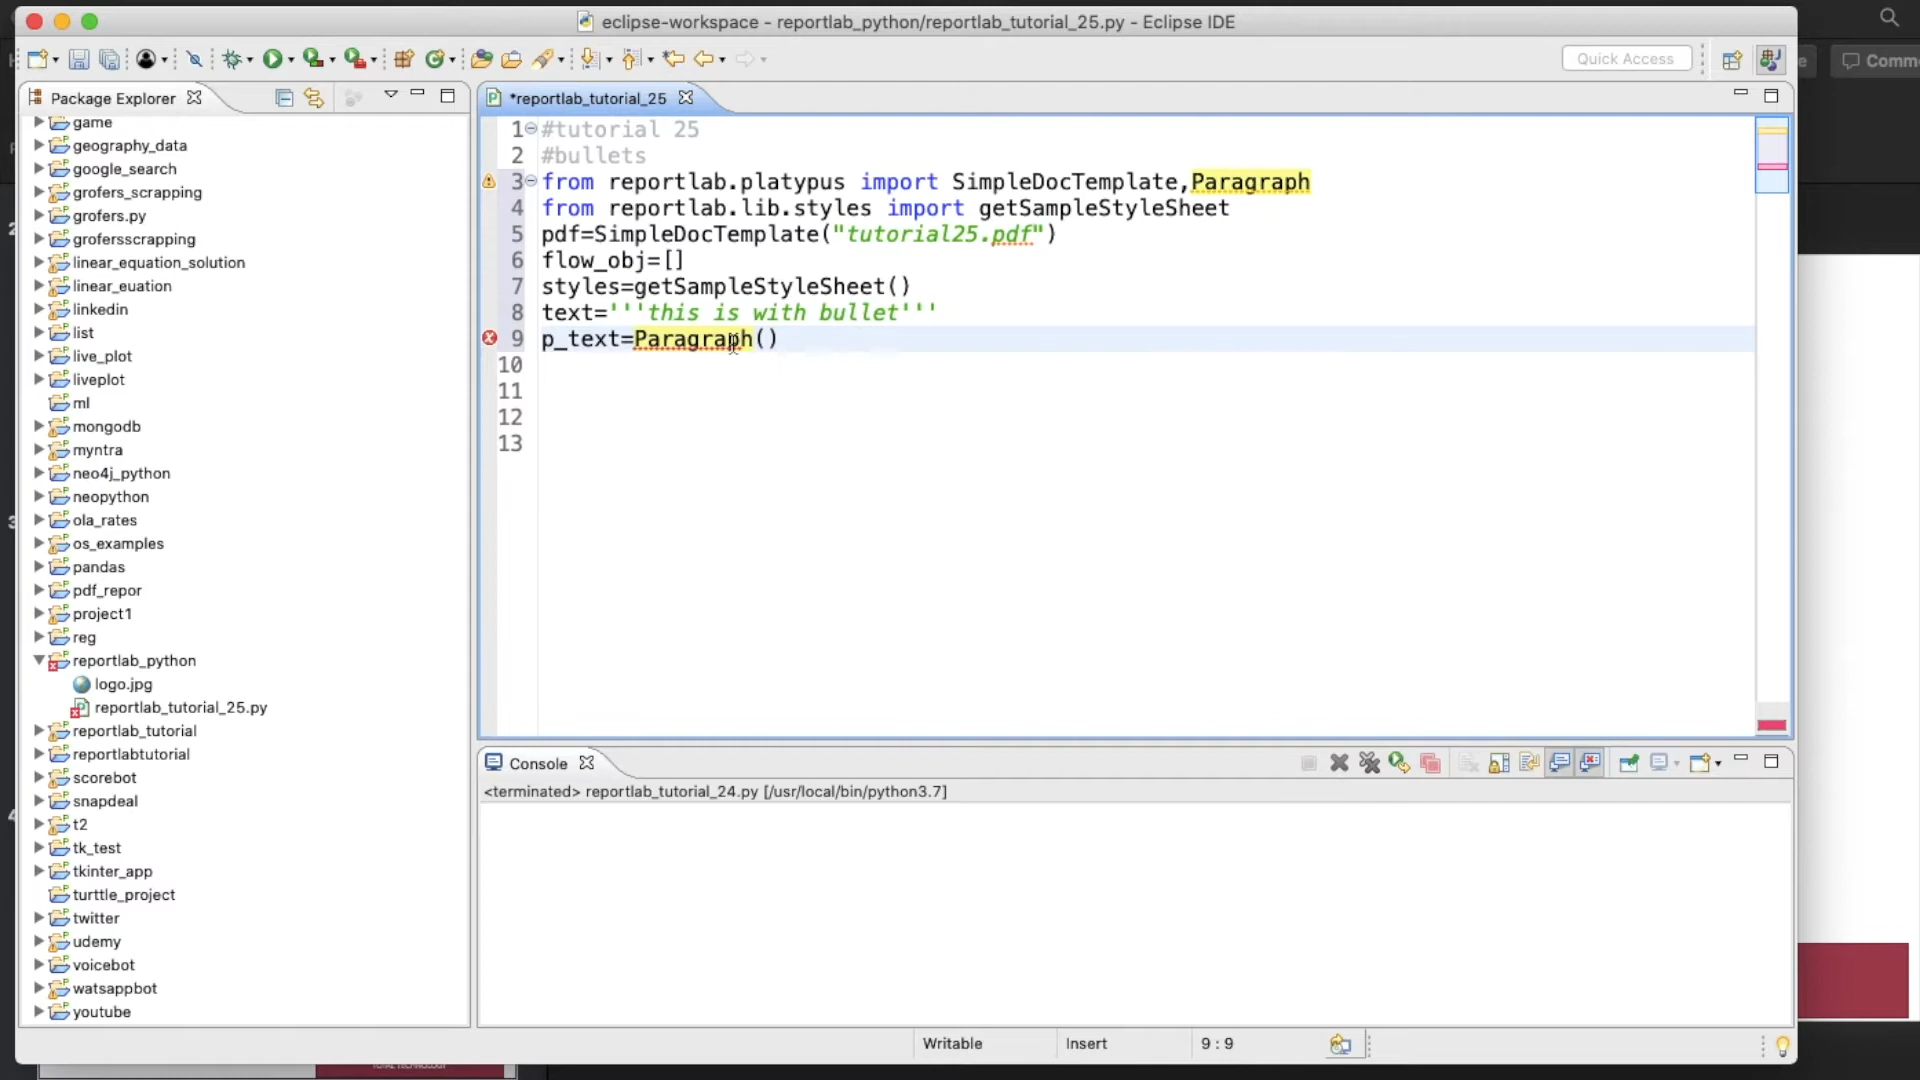 eclipse-workspace - reportlab_python/reportlab_tutorial_25.py - Eclipse IDE
Quick Access
Comm
Package Explorer
game
geography_data
google_search
grofers_scrapping
grofers.py
grofersscrapping
linear_equation_solution
linear_euation
linkedin
list
live_plot
liveplot
ml
mongodb
myntra
neo4j_python
neopython
ola_rates
os_examples
pandas
pdf_repor
project1
reg
reportlab_python
logo.jpg
reportlab_tutorial_25.py
reportlab_tutorial
reportlabtutorial
scorebot
snapdeal
t2
tk_test
tkinter_app
turttle_project
twitter
udemy
voicebot
watsappbot
youtube
*reportlab_tutorial_25
1 #tutorial 25
2 #bullets
3 from reportlab.platypus import SimpleDocTemplate,Paragraph
4 from reportlab.lib.styles import getSampleStyleSheet
5 pdf=SimpleDocTemplate("tutorial25.pdf")
6 flow_obj=[]
7 styles=getSampleStyleSheet()
8 text='''this is with bullet'''
9 p_text=Paragraph()
10
11
12
13
Console
<terminated> reportlab_tutorial_24.py [/usr/local/bin/python3.7]
Writable
Insert
9 : 9